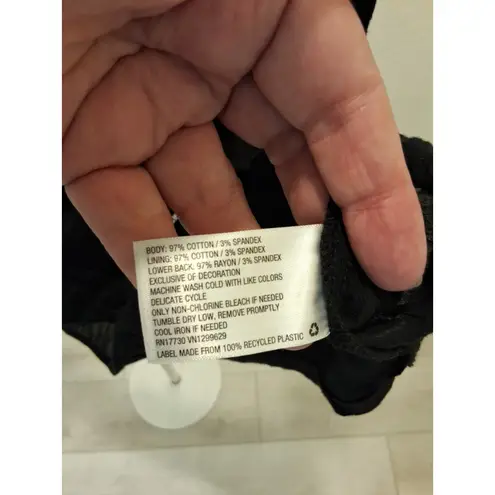 BODY: 97% COTTON / 3% SPANDEX
LINING: 97% COTTON / 3% SPANDEX
LOWER BACK: 97% RAYON / 3% SPANDEX
EXCLUSIVE OF DECORATION
MACHINE WASH COLD WITH LIKE COLORS
DELICATE CYCLE
ONLY NON-CHLORINE BLEACH IF NEEDED
TUMBLE DRY LOW, REMOVE PROMPTLY
COOL IRON IF NEEDED
RN17730 VN1299629
LABEL MADE FROM 100% RECYCLED PLASTIC